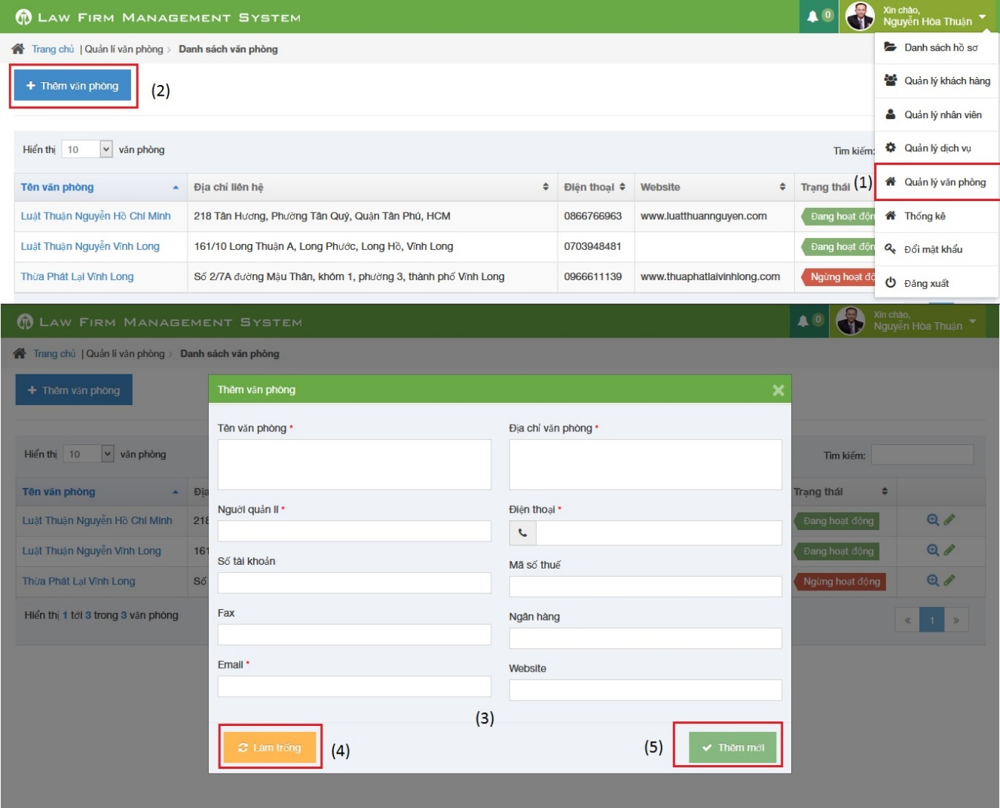 LAW FIRM MANAGEMENT SYSTEM
0
Xin chào,
Nguyễn Hòa Thuận
Trang chủ | Quản lí văn phòng > Danh sách văn phòng
+ Thêm văn phòng
(2)
Danh sách hồ sơ
Quản lý khách hàng
Quản lý nhân viên
Quản lý dịch vụ
(1)
Quản lý văn phòng
Thống kê
Đổi mật khẩu
Đăng xuất
Hiển thị 10 văn phòng
Tìm kiếm:
Tên văn phòng Địa chỉ liên hệ Điện thoại Website Trạng thái
Luật Thuận Nguyễn Hồ Chí Minh 218 Tân Hương, Phường Tân Quý, Quận Tân Phú, HCM 0866766963 www.luatthuannguyen.com Đang hoạt độn
Luật Thuận Nguyễn Vĩnh Long 161/10 Long Thuận A, Long Phước, Long Hồ, Vĩnh Long 0703948481 Đang hoạt độn
Thừa Phát Lại Vĩnh Long Số 2/7A đường Mậu Thân, khóm 1, phường 3, thành phố Vĩnh Long 0966611139 www.thuaphatlaivinhlong.com Ngừng hoạt độ
LAW FIRM MANAGEMENT SYSTEM
0
Xin chào,
Nguyễn Hòa Thuận
Trang chủ | Quản lí văn phòng > Danh sách văn phòng
+ Thêm văn phòng
Hiển thị 10 văn phòng
Tìm kiếm:
Tên văn phòng Địa Trạng thái
Luật Thuận Nguyễn Hồ Chí Minh 218 Đang hoạt động
Luật Thuận Nguyễn Vĩnh Long 161 Đang hoạt động
Thừa Phát Lại Vĩnh Long Số Ngừng hoạt động
Hiển thị 1 tới 3 trong 3 văn phòng
« 1 »
Thêm văn phòng ×
Tên văn phòng * Địa chỉ văn phòng *
Người quản lí * Điện thoại *
Số tài khoản Mã số thuế
Fax Ngân hàng
Email * Website
(3)
Làm trống
(4)
(5)
Thêm mới